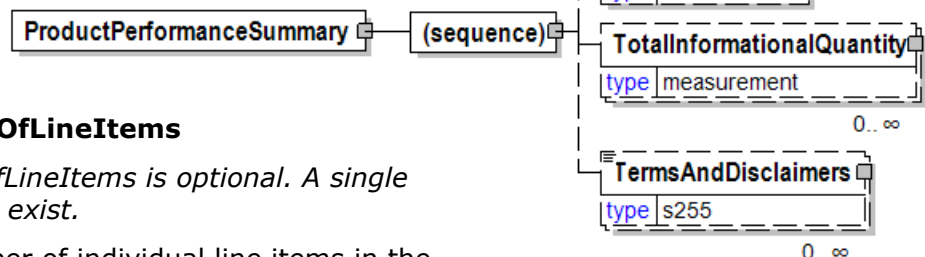 type
ProductPerformanceSummary
(sequence)
TotalInformationalQuantity
type measurement
0.. ∞
OfLineItems
fLineItems is optional. A single
exist.
TermsAndDisclaimers
type s255
er of individual line items in the
0.. ∞